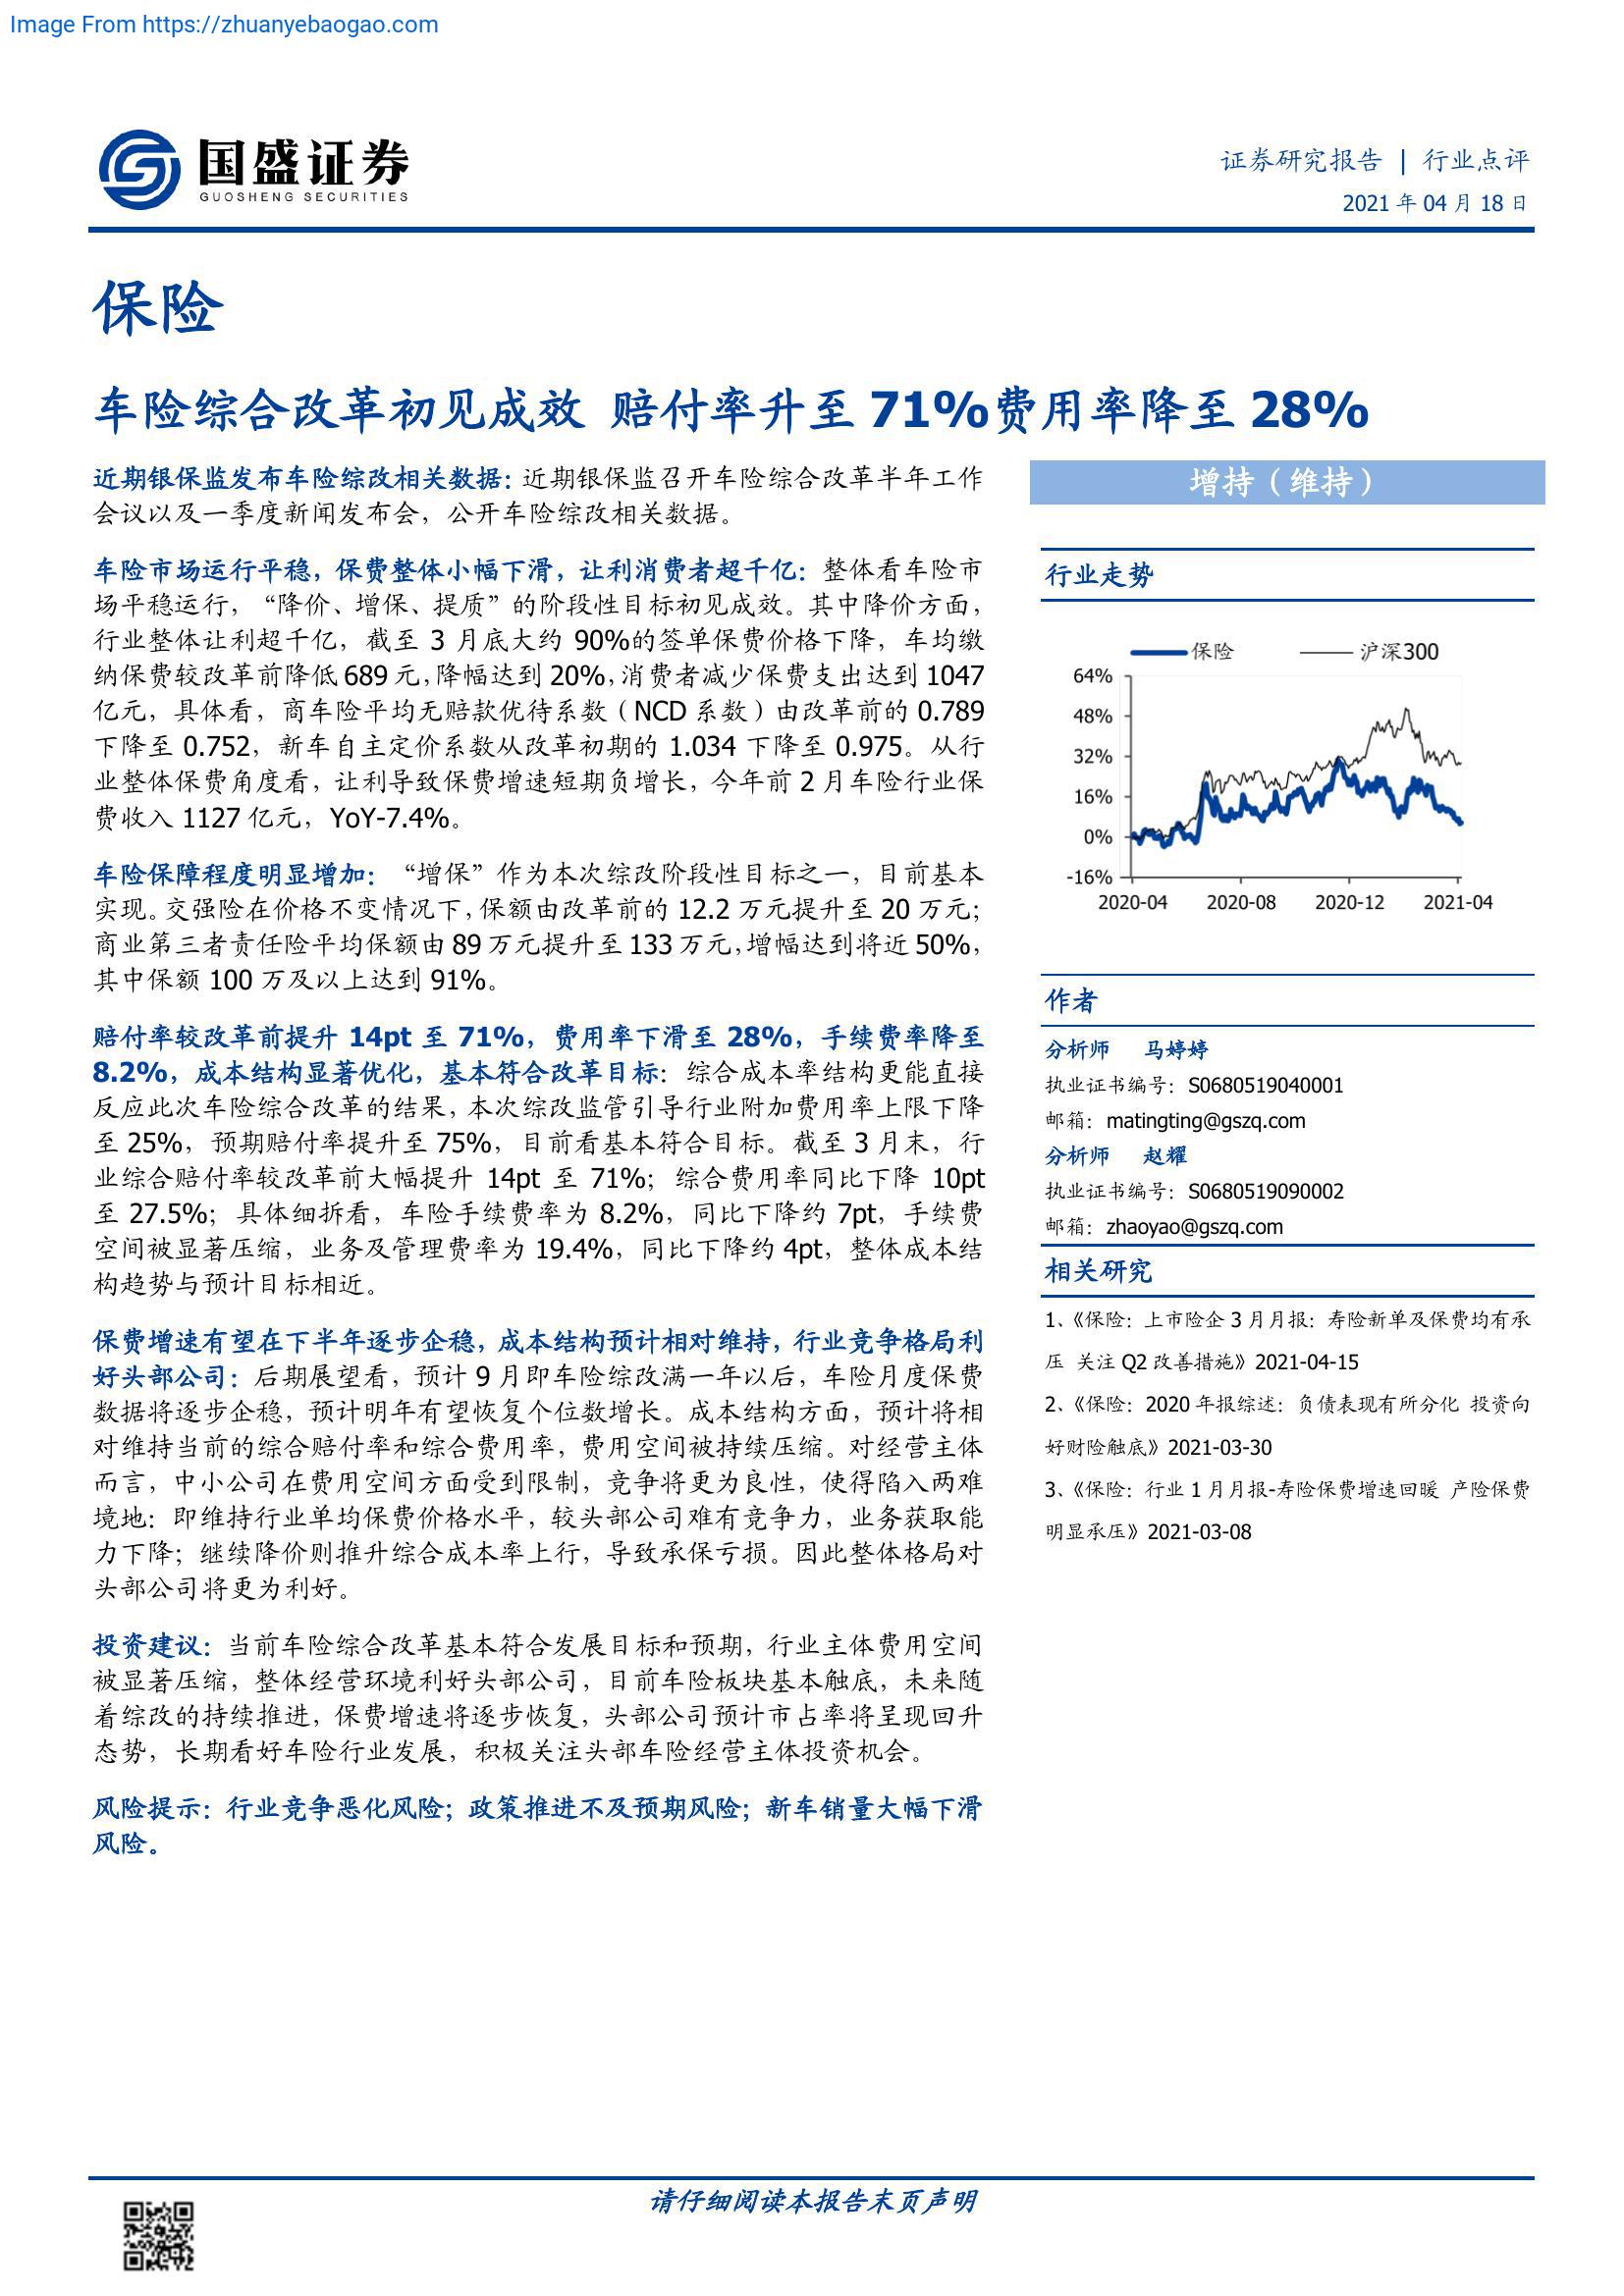 Image From https://zhuanyebaogao.com
国盛证券
GUOSHENG SECURITIES
证券研究报告 | 行业点评
2021 年 04 月 18 日
保险
车险综合改革初见成效 赔付率升至 71%费用率降至 28%
近期银保监发布车险综改相关数据：近期银保监召开车险综合改革半年工作
会议以及一季度新闻发布会，公开车险综改相关数据。
车险市场运行平稳，保费整体小幅下滑，让利消费者超千亿：整体看车险市
场平稳运行，“降价、增保、提质”的阶段性目标初见成效。其中降价方面，
行业整体让利超千亿，截至 3 月底大约 90%的签单保费价格下降，车均缴
纳保费较改革前降低 689 元，降幅达到 20%，消费者减少保费支出达到 1047
亿元，具体看，商车险平均无赔款优待系数（NCD 系数）由改革前的 0.789
下降至 0.752，新车自主定价系数从改革初期的 1.034 下降至 0.975。从行
业整体保费角度看，让利导致保费增速短期负增长，今年前 2 月车险行业保
费收入 1127 亿元，YoY-7.4%。
车险保障程度明显增加：“增保”作为本次综改阶段性目标之一，目前基本
实现。交强险在价格不变情况下，保额由改革前的 12.2 万元提升至 20 万元；
商业第三者责任险平均保额由 89 万元提升至 133 万元，增幅达到将近 50%，
其中保额 100 万及以上达到 91%。
赔付率较改革前提升 14pt 至 71%，费用率下滑至 28%，手续费率降至
8.2%，成本结构显著优化，基本符合改革目标：综合成本率结构更能直接
反应此次车险综合改革的结果，本次综改监管引导行业附加费用率上限下降
至 25%，预期赔付率提升至 75%，目前看基本符合目标。截至 3 月末，行
业综合赔付率较改革前大幅提升 14pt 至 71%；综合费用率同比下降 10pt
至 27.5%；具体细拆看，车险手续费率为 8.2%，同比下降约 7pt，手续费
空间被显著压缩，业务及管理费率为 19.4%，同比下降约 4pt，整体成本结
构趋势与预计目标相近。
保费增速有望在下半年逐步企稳，成本结构预计相对维持，行业竞争格局利
好头部公司：后期展望看，预计 9 月即车险综改满一年以后，车险月度保费
数据将逐步企稳，预计明年有望恢复个位数增长。成本结构方面，预计将相
对维持当前的综合赔付率和综合费用率，费用空间被持续压缩。对经营主体
而言，中小公司在费用空间方面受到限制，竞争将更为良性，使得陷入两难
境地：即维持行业单均保费价格水平，较头部公司难有竞争力，业务获取能
力下降；继续降价则推升综合成本率上行，导致承保亏损。因此整体格局对
头部公司将更为利好。
投资建议：当前车险综合改革基本符合发展目标和预期，行业主体费用空间
被显著压缩，整体经营环境利好头部公司，目前车险板块基本触底，未来随
着综改的持续推进，保费增速将逐步恢复，头部公司预计市占率将呈现回升
态势，长期看好车险行业发展，积极关注头部车险经营主体投资机会。
风险提示：行业竞争恶化风险；政策推进不及预期风险；新车销量大幅下滑
风险。
增持（维持）
行业走势
保险 沪深300
64%
48%
32%
16%
0%
-16%
2020-04 2020-08 2020-12 2021-04
作者
分析师 马婷婷
执业证书编号：S0680519040001
邮箱：matingting@gszq.com
分析师 赵耀
执业证书编号：S0680519090002
邮箱：zhaoyao@gszq.com
相关研究
1、《保险：上市险企 3 月月报：寿险新单及保费均有承
压 关注 Q2 改善措施》2021-04-15
2、《保险：2020 年报综述：负债表现有所分化 投资向
好财险触底》2021-03-30
3、《保险：行业 1 月月报-寿险保费增速回暖 产险保费
明显承压》2021-03-08
请仔细阅读本报告末页声明